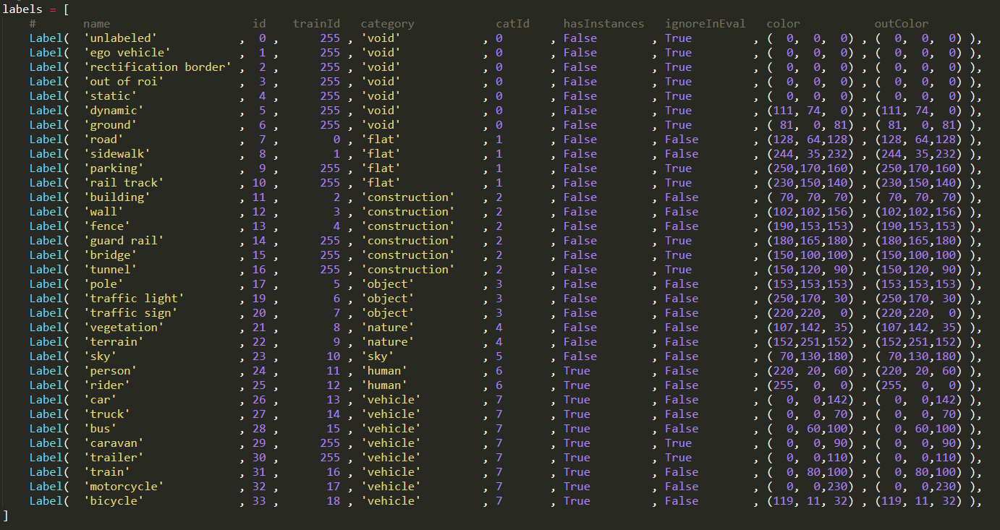 labels = [
    #       name                     id    trainId   category            catId     hasInstances   ignoreInEval   color           outColor
    Label(  'unlabeled'            ,  0 ,      255 , 'void'            , 0       , False        , True         , (  0,  0,  0) , (  0,  0,  0) ),
    Label(  'ego vehicle'          ,  1 ,      255 , 'void'            , 0       , False        , True         , (  0,  0,  0) , (  0,  0,  0) ),
    Label(  'rectification border' ,  2 ,      255 , 'void'            , 0       , False        , True         , (  0,  0,  0) , (  0,  0,  0) ),
    Label(  'out of roi'           ,  3 ,      255 , 'void'            , 0       , False        , True         , (  0,  0,  0) , (  0,  0,  0) ),
    Label(  'static'               ,  4 ,      255 , 'void'            , 0       , False        , True         , (  0,  0,  0) , (  0,  0,  0) ),
    Label(  'dynamic'              ,  5 ,      255 , 'void'            , 0       , False        , True         , (111, 74,  0) , (111, 74,  0) ),
    Label(  'ground'               ,  6 ,      255 , 'void'            , 0       , False        , True         , ( 81,  0, 81) , ( 81,  0, 81) ),
    Label(  'road'                 ,  7 ,        0 , 'flat'            , 1       , False        , False        , (128, 64,128) , (128, 64,128) ),
    Label(  'sidewalk'             ,  8 ,        1 , 'flat'            , 1       , False        , False        , (244, 35,232) , (244, 35,232) ),
    Label(  'parking'              ,  9 ,      255 , 'flat'            , 1       , False        , True         , (250,170,160) , (250,170,160) ),
    Label(  'rail track'           , 10 ,      255 , 'flat'            , 1       , False        , True         , (230,150,140) , (230,150,140) ),
    Label(  'building'             , 11 ,        2 , 'construction'    , 2       , False        , False        , ( 70, 70, 70) , ( 70, 70, 70) ),
    Label(  'wall'                 , 12 ,        3 , 'construction'    , 2       , False        , False        , (102,102,156) , (102,102,156) ),
    Label(  'fence'                , 13 ,        4 , 'construction'    , 2       , False        , False        , (190,153,153) , (190,153,153) ),
    Label(  'guard rail'           , 14 ,      255 , 'construction'    , 2       , False        , True         , (180,165,180) , (180,165,180) ),
    Label(  'bridge'               , 15 ,      255 , 'construction'    , 2       , False        , True         , (150,100,100) , (150,100,100) ),
    Label(  'tunnel'               , 16 ,      255 , 'construction'    , 2       , False        , True         , (150,120, 90) , (150,120, 90) ),
    Label(  'pole'                 , 17 ,        5 , 'object'          , 3       , False        , False        , (153,153,153) , (153,153,153) ),
    Label(  'traffic light'        , 19 ,        6 , 'object'          , 3       , False        , False        , (250,170, 30) , (250,170, 30) ),
    Label(  'traffic sign'         , 20 ,        7 , 'object'          , 3       , False        , False        , (220,220,  0) , (220,220,  0) ),
    Label(  'vegetation'           , 21 ,        8 , 'nature'          , 4       , False        , False        , (107,142, 35) , (107,142, 35) ),
    Label(  'terrain'              , 22 ,        9 , 'nature'          , 4       , False        , False        , (152,251,152) , (152,251,152) ),
    Label(  'sky'                  , 23 ,       10 , 'sky'             , 5       , False        , False        , ( 70,130,180) , ( 70,130,180) ),
    Label(  'person'               , 24 ,       11 , 'human'           , 6       , True         , False        , (220, 20, 60) , (220, 20, 60) ),
    Label(  'rider'                , 25 ,       12 , 'human'           , 6       , True         , False        , (255,  0,  0) , (255,  0,  0) ),
    Label(  'car'                  , 26 ,       13 , 'vehicle'         , 7       , True         , False        , (  0,  0,142) , (  0,  0,142) ),
    Label(  'truck'                , 27 ,       14 , 'vehicle'         , 7       , True         , False        , (  0,  0, 70) , (  0,  0, 70) ),
    Label(  'bus'                  , 28 ,       15 , 'vehicle'         , 7       , True         , False        , (  0, 60,100) , (  0, 60,100) ),
    Label(  'caravan'              , 29 ,      255 , 'vehicle'         , 7       , True         , True         , (  0,  0, 90) , (  0,  0, 90) ),
    Label(  'trailer'              , 30 ,      255 , 'vehicle'         , 7       , True         , True         , (  0,  0,110) , (  0,  0,110) ),
    Label(  'train'                , 31 ,       16 , 'vehicle'         , 7       , True         , False        , (  0, 80,100) , (  0, 80,100) ),
    Label(  'motorcycle'           , 32 ,       17 , 'vehicle'         , 7       , True         , False        , (  0,  0,230) , (  0,  0,230) ),
    Label(  'bicycle'              , 33 ,       18 , 'vehicle'         , 7       , True         , False        , (119, 11, 32) , (119, 11, 32) ),
]